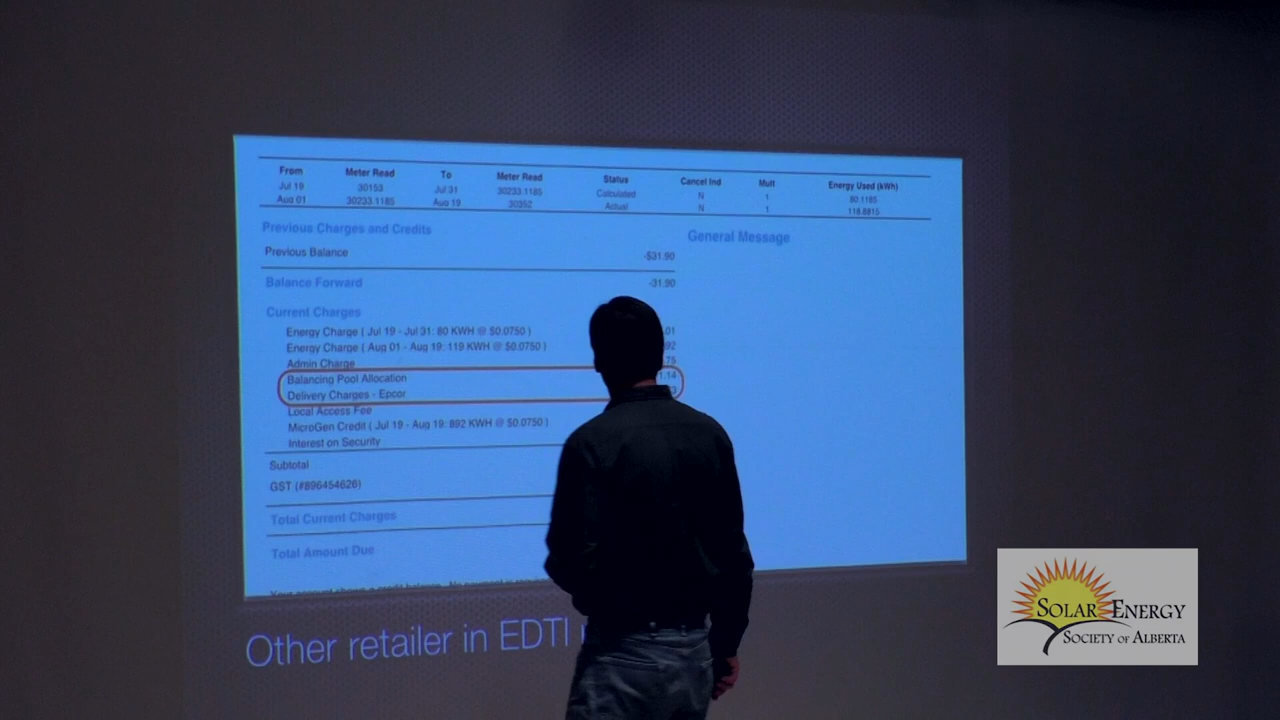 From Meter Read To Meter Read Status Cancel Ind Mult Energy Used (kWh)
Jul 19 30153 Jul 31 30233.1185 Calculated N 1 80.1185
Aug 01 30233.1185 Aug 19 30352 Actual N 1 118.8815
Previous Charges and Credits
General Message
Previous Balance -$31.90
Balance Forward -31.90
Current Charges
Energy Charge ( Jul 19 - Jul 31: 80 KWH @ $0.0750 ) .01
Energy Charge ( Aug 01 - Aug 19: 119 KWH @ $0.0750 ) .92
Admin Charge .75
Balancing Pool Allocation 1.14
Delivery Charges - Epcor
Local Access Fee
MicroGen Credit ( Jul 19 - Aug 19: 892 KWH @ $0.0750 )
Interest on Security
Subtotal
GST (#896454626)
Total Current Charges
Total Amount Due
Other retailer in EDTI
SOLAR ENERGY
SOCIETY OF ALBERTA